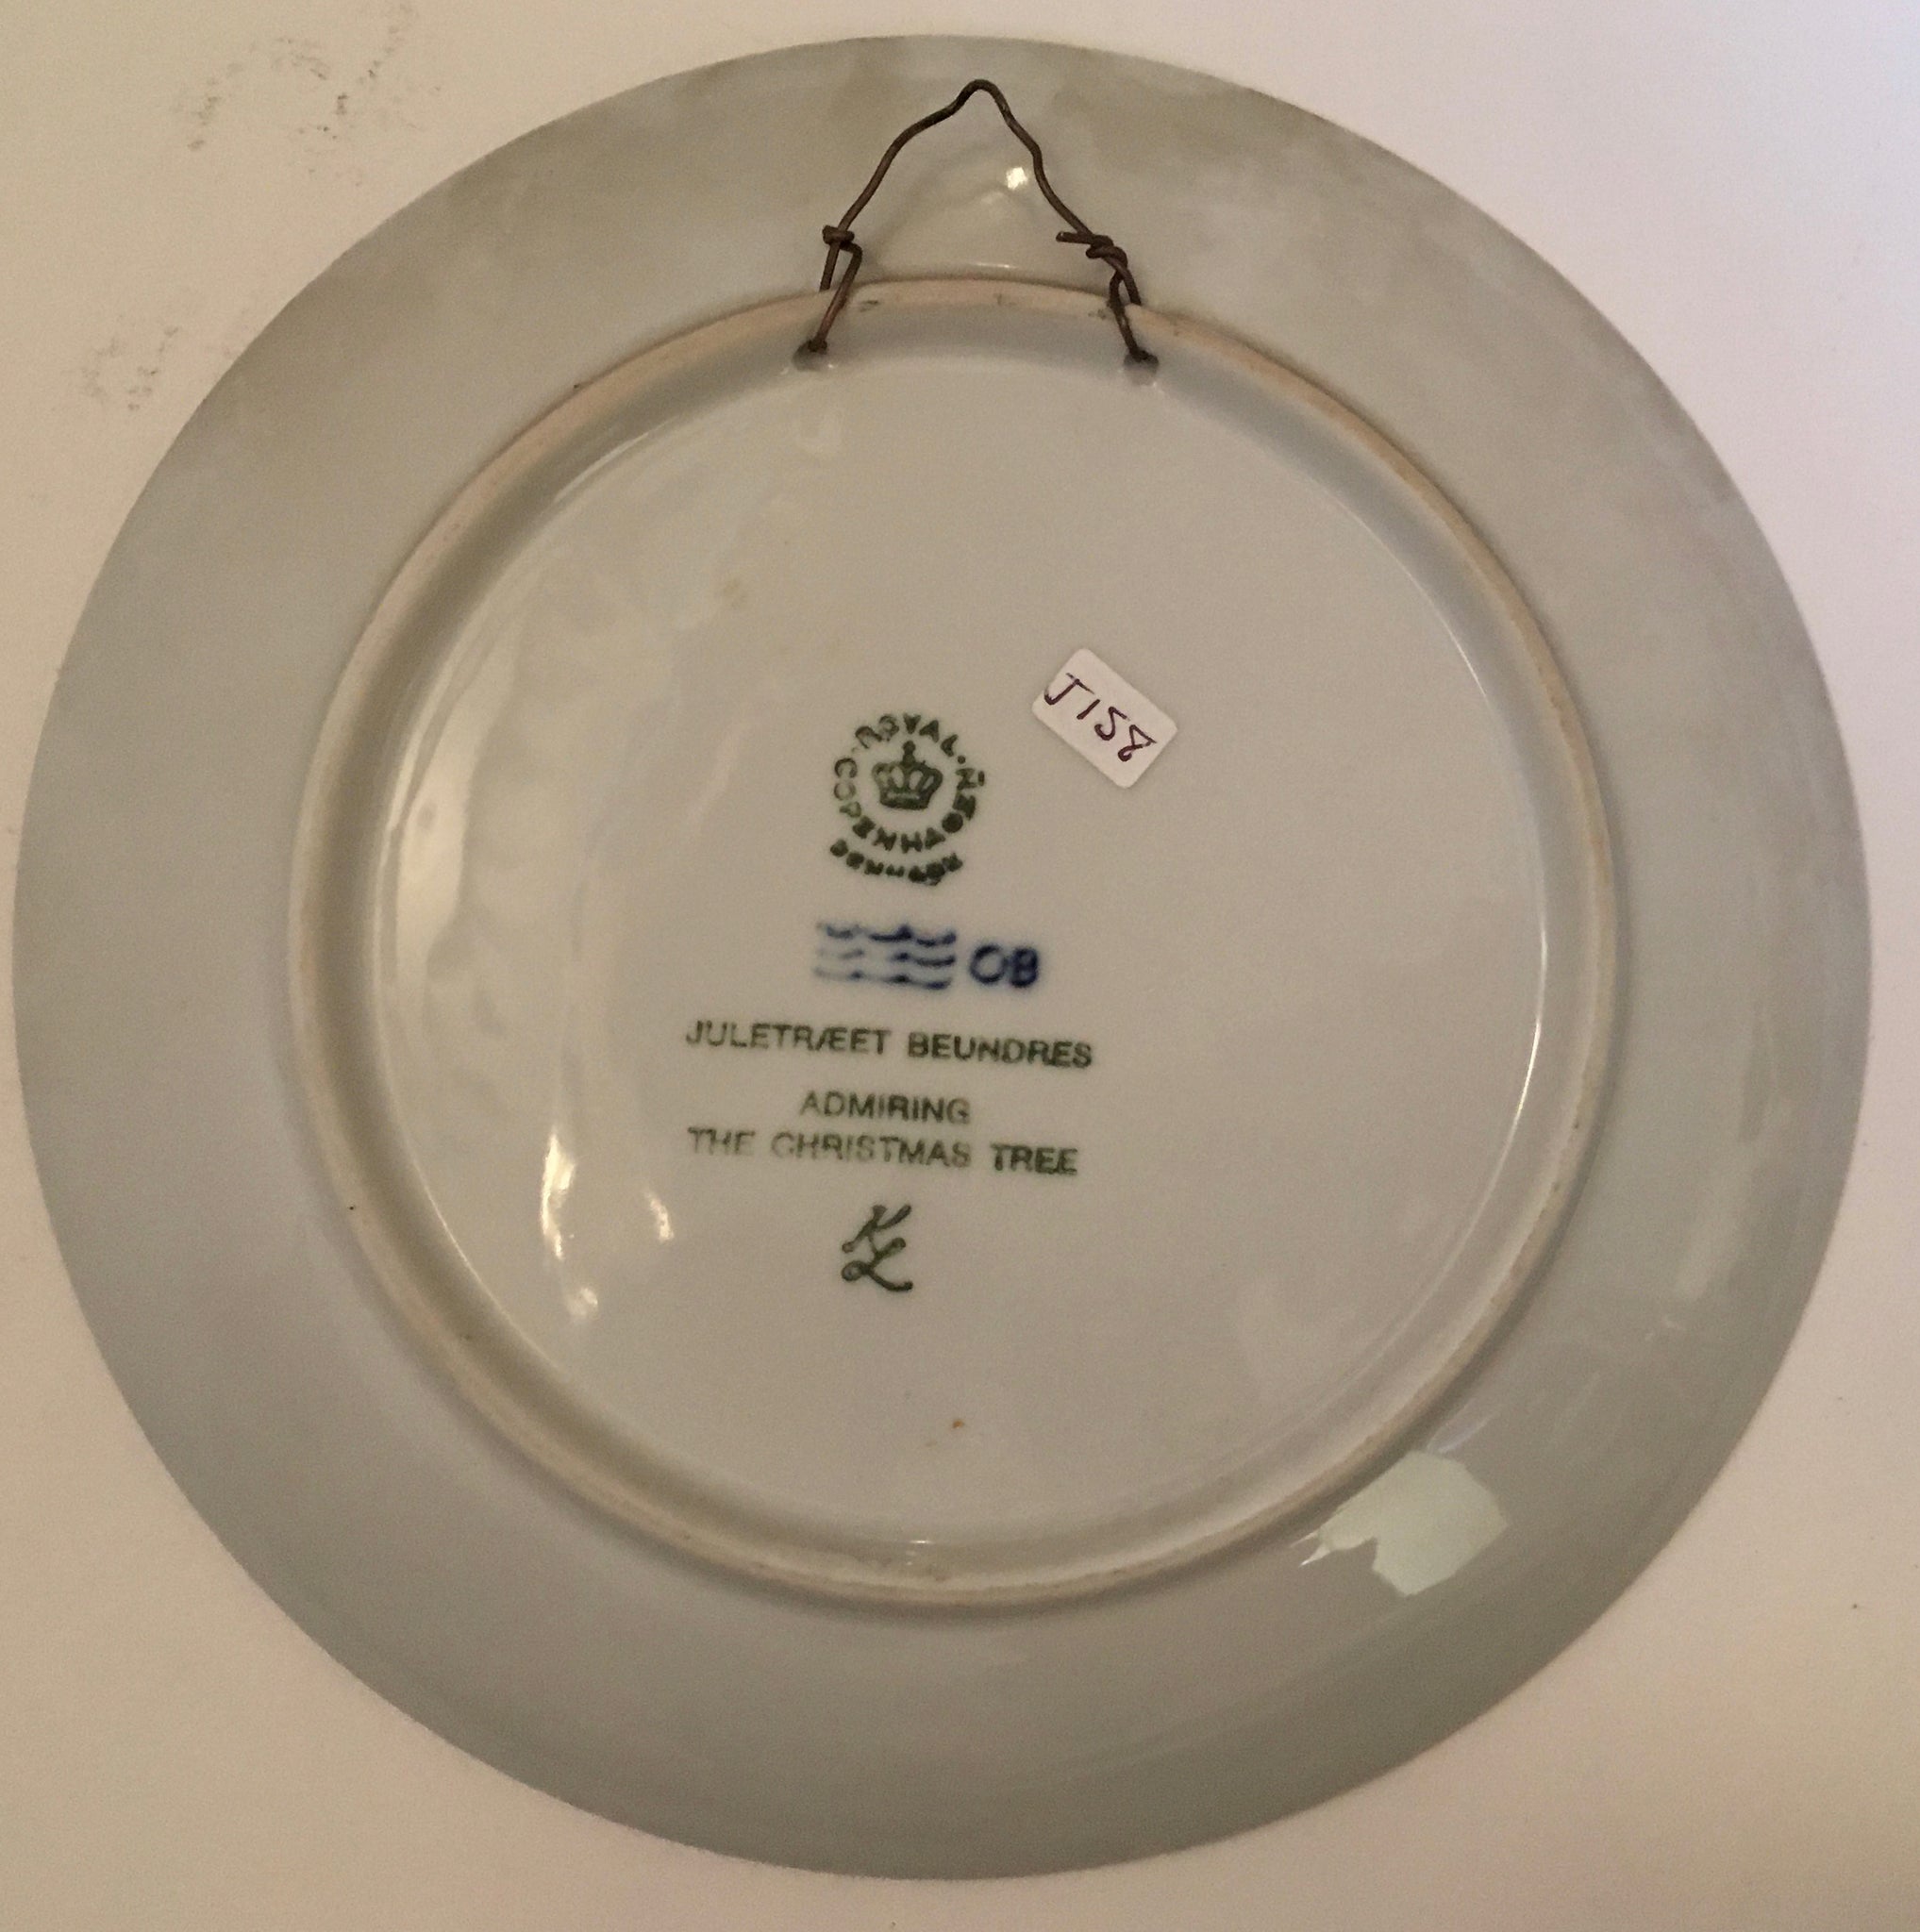 J158
ROYAL
COPENHAGEN
DENMARK
OB
JULETRÆET BEUNDRES
ADMIRING
THE CHRISTMAS TREE
KL